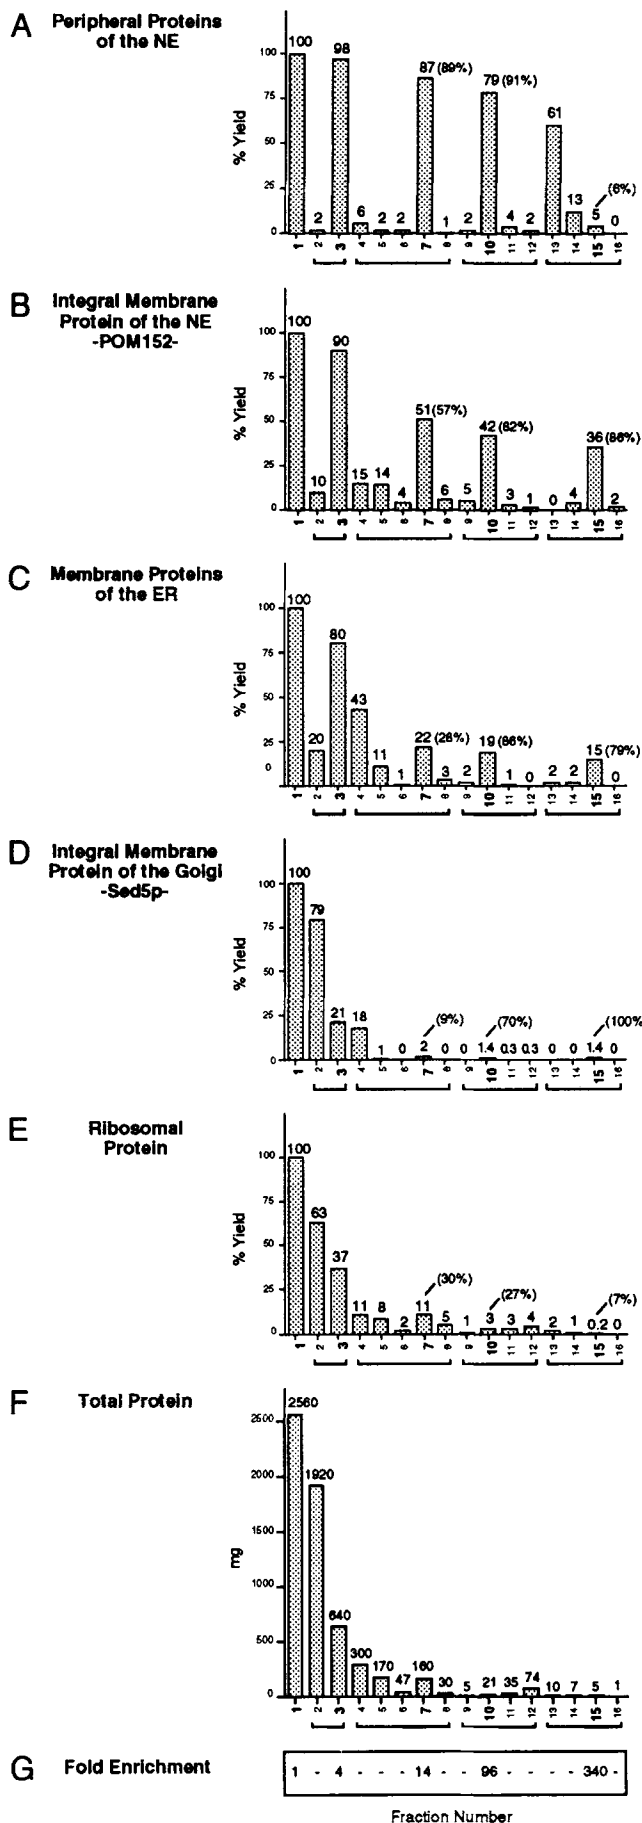 A Peripheral Proteins
of the NE
% Yield
100
75
50
25
0
100 2 98 6 2 2 87 (89%) 1 2 79 (91%) 4 2 61 13 5 (6%) 0
1 2 3 4 5 6 7 8 9 10 11 12 13 14 15 16
B Integral Membrane
Protein of the NE
-POM152-
% Yield
100
75
50
25
0
100 10 90 15 14 4 51 (57%) 6 5 42 (82%) 3 1 0 4 36 (86%) 2
1 2 3 4 5 6 7 8 9 10 11 12 13 14 15 16
C Membrane Proteins
of the ER
% Yield
100
75
50
25
0
100 20 80 43 11 1 22 (28%) 3 2 19 (86%) 1 0 2 2 15 (79%) 0
1 2 3 4 5 6 7 8 9 10 11 12 13 14 15 16
D Integral Membrane
Protein of the Golgi
-Sed5p-
% Yield
100
75
50
25
0
100 79 21 18 1 0 2 (9%) 0 0 1.4 (70%) 0.3 0.3 0 0 1.4 (100% 0
1 2 3 4 5 6 7 8 9 10 11 12 13 14 15 16
E Ribosomal
Protein
% Yield
100
75
50
25
0
100 63 37 11 8 2 11 (30%) 5 1 3 (27%) 3 4 2 1 0.2 (7%) 0
1 2 3 4 5 6 7 8 9 10 11 12 13 14 15 16
F Total Protein
mg
2500
2000
1500
1000
500
0
2560 1920 640 300 170 47 160 30 5 21 35 74 10 7 5 1
1 2 3 4 5 6 7 8 9 10 11 12 13 14 15 16
G Fold Enrichment
1 - 4 - - - 14 - - 96 - - - - 340 -
Fraction Number